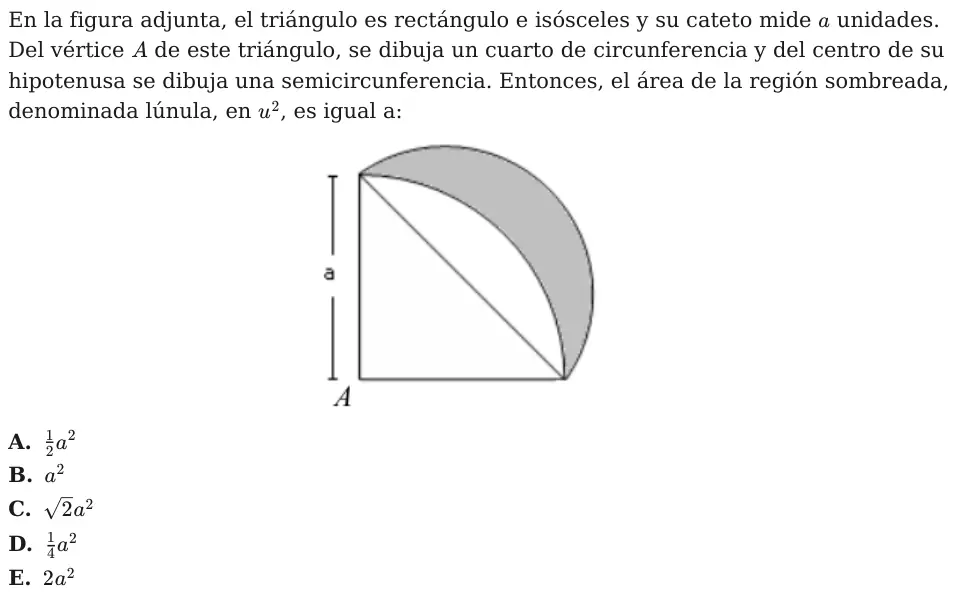 En la figura adjunta, el triángulo es rectángulo e isósceles y su cateto mide a unidades.
Del vértice A de este triángulo, se dibuja un cuarto de circunferencia y del centro de su
hipotenusa se dibuja una semicircunferencia. Entonces, el área de la región sombreada,
denominada lúnula, en u², es igual a:
a
A
A. ½a²
B. a²
C. √2a²
D. ¼a²
E. 2a²